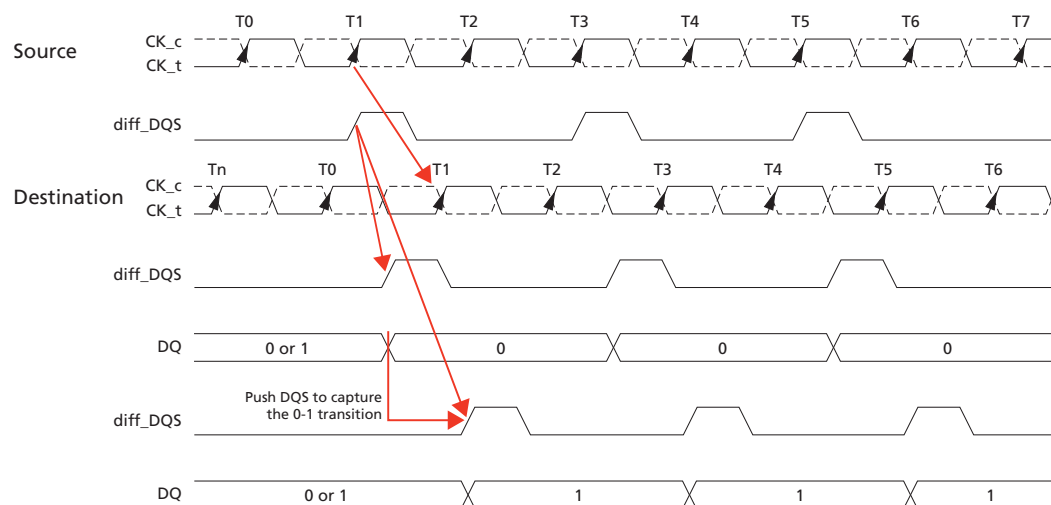 T0 T1 T2 T3 T4 T5 T6 T7
Source
CK_c
CK_t
diff_DQS
Tn T0 T1 T2 T3 T4 T5 T6
Destination
CK_c
CK_t
diff_DQS
DQ 0 or 1 0 0 0
Push DQS to capture
the 0-1 transition
diff_DQS
DQ 0 or 1 1 1 1